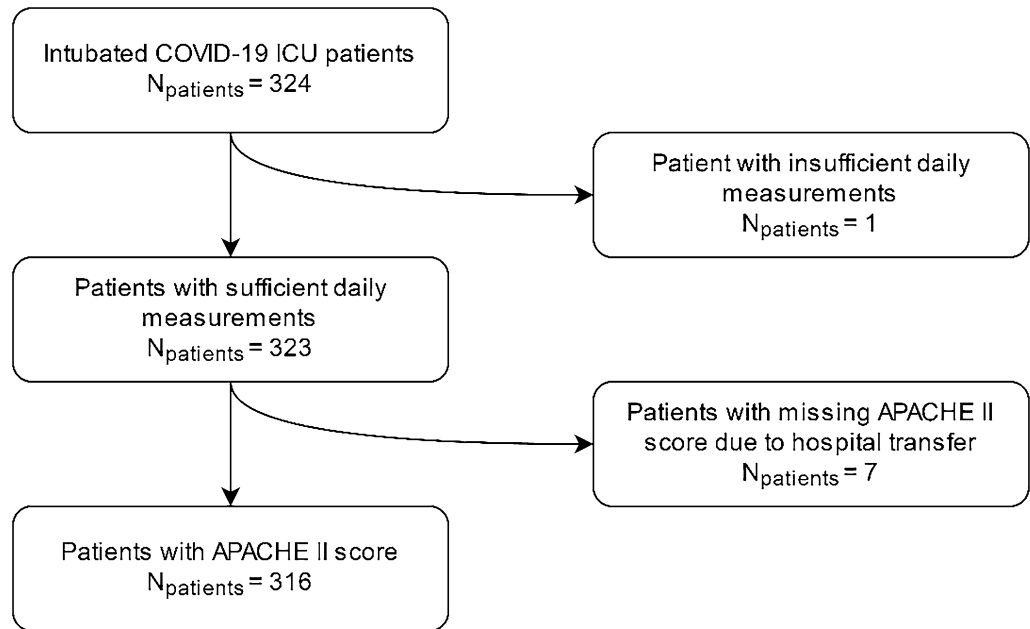 Intubated COVID-19 ICU patients
Npatients = 324
Patient with insufficient daily
measurements
Npatients = 1
Patients with sufficient daily
measurements
Npatients = 323
Patients with missing APACHE II
score due to hospital transfer
Npatients = 7
Patients with APACHE II score
Npatients = 316